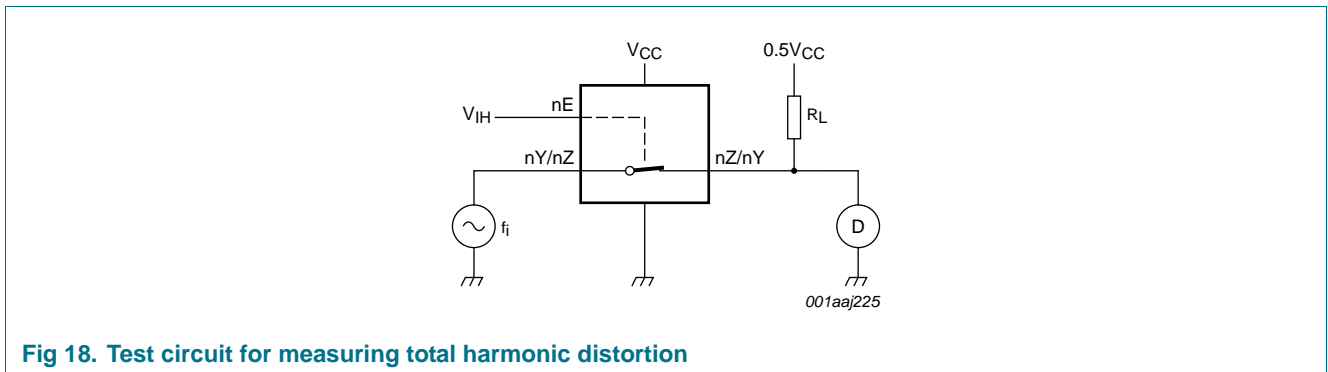 VCC
0.5VCC
nE
VIH
RL
nY/nZ
nZ/nY
fi
D
001aaj225
Fig 18. Test circuit for measuring total harmonic distortion